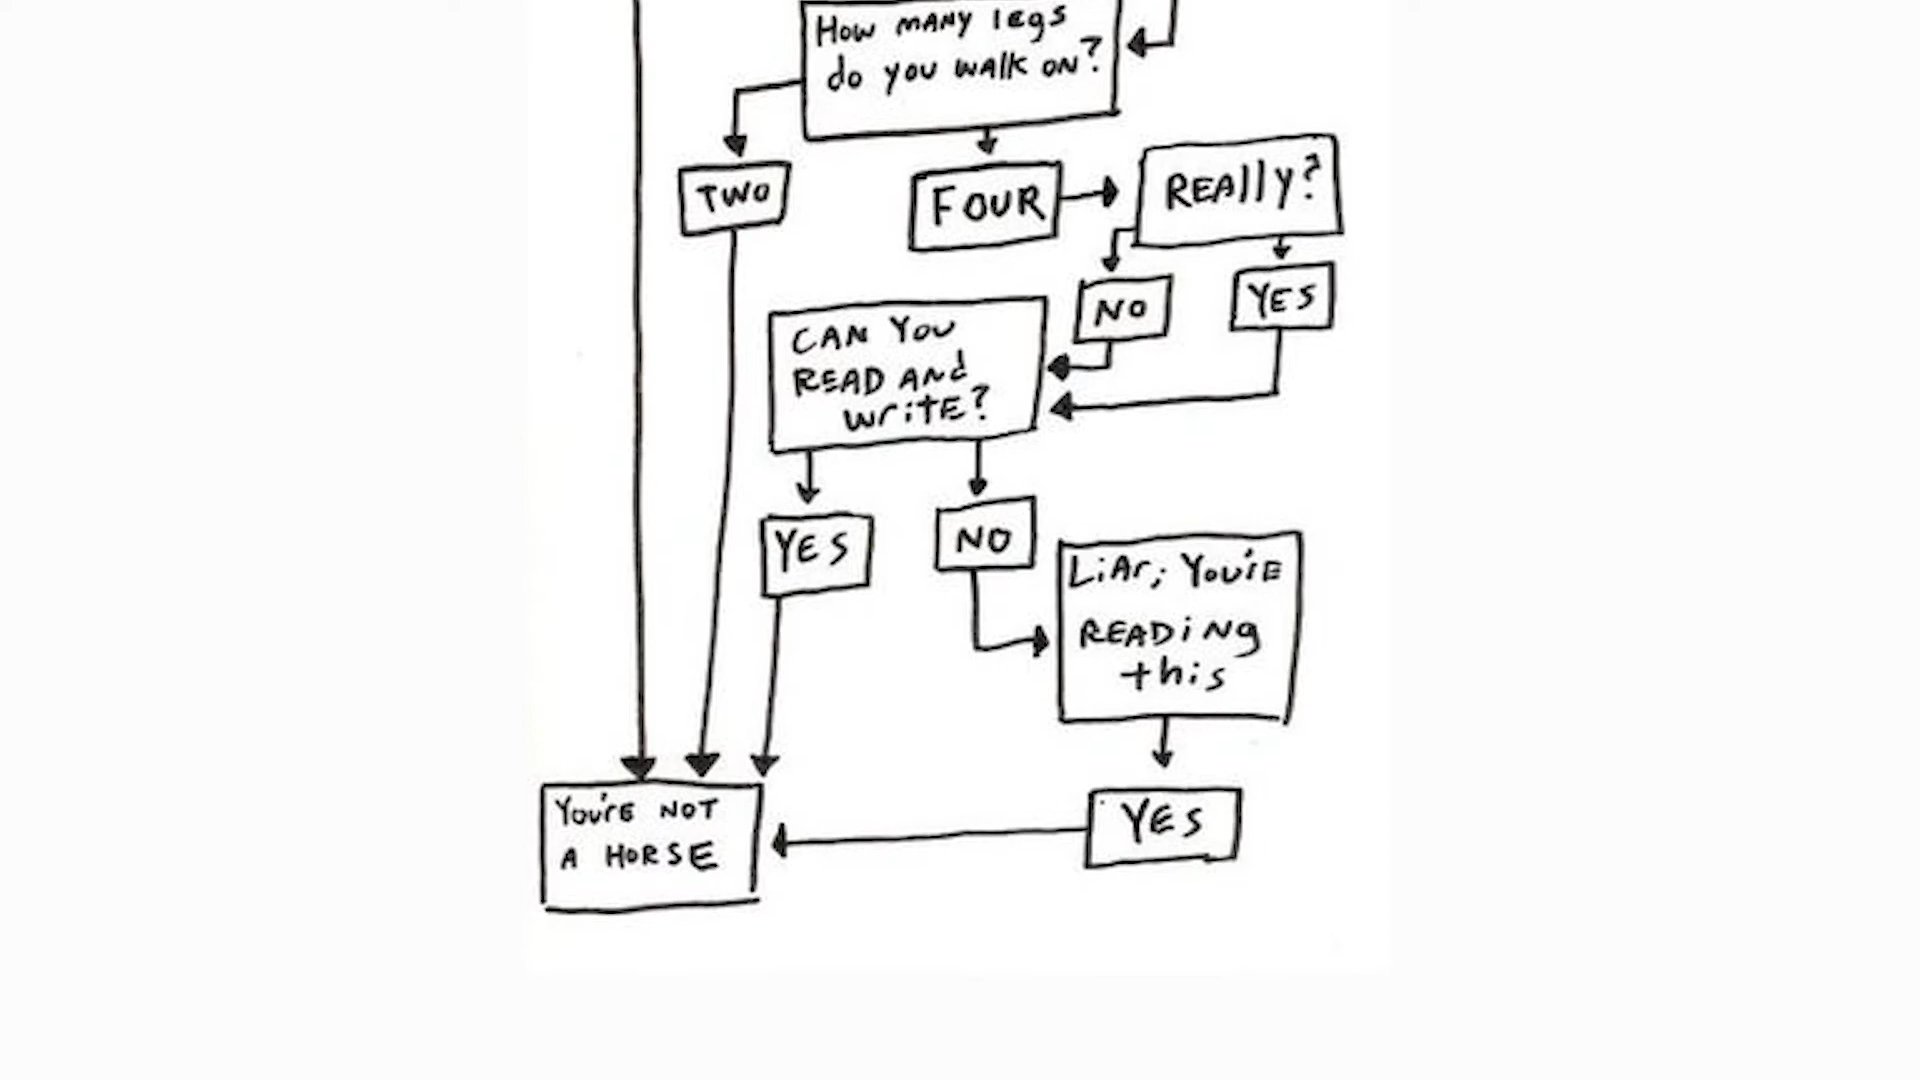 How many legs
do you walk on?
TWO
FOUR
REAlly?
NO
YES
CAN YOU
READ ANd
writE?
YES
NO
LiAr; You'rE
READiNg
this
YES
You'rE NOT
A HORSE